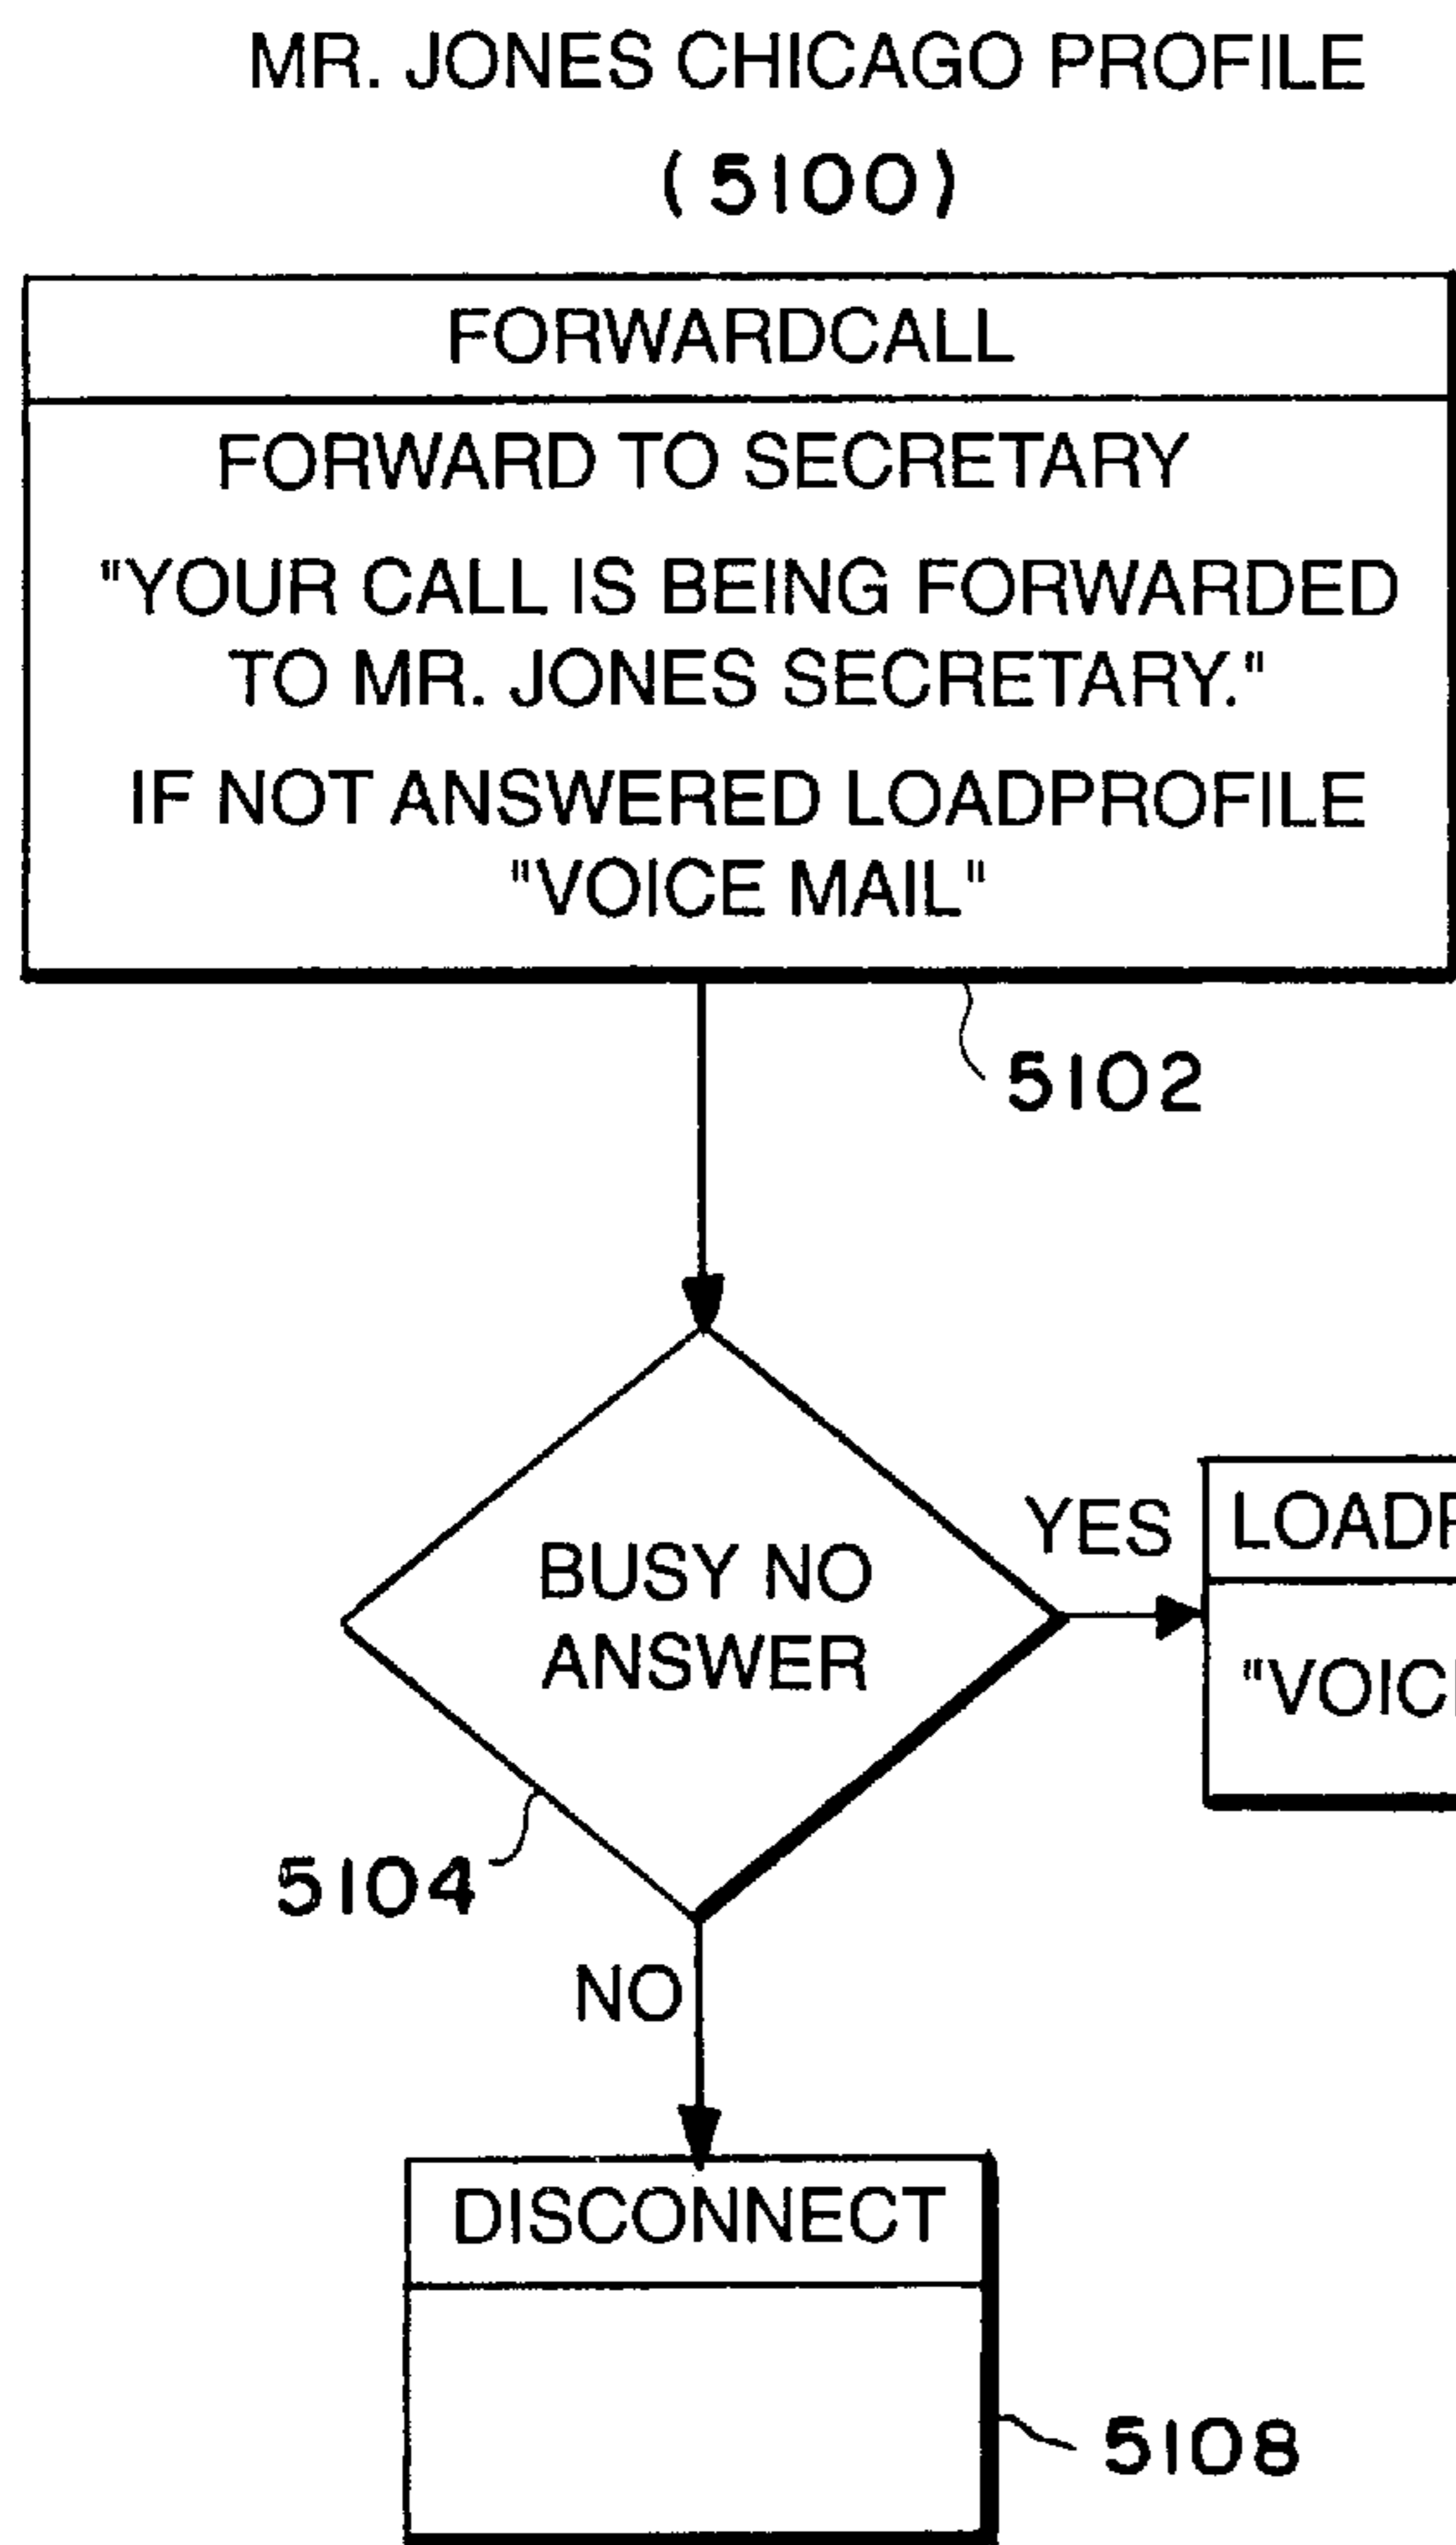 MR. JONES CHICAGO PROFILE
(5100)
FORWARDCALL
FORWARD TO SECRETARY
"YOUR CALL IS BEING FORWARDED
TO MR. JONES SECRETARY."
IF NOT ANSWERED LOADPROFILE
"VOICE MAIL"
5102
BUSY NO
ANSWER
YES
"VOIC
5104
NO
DISCONNECT
5108